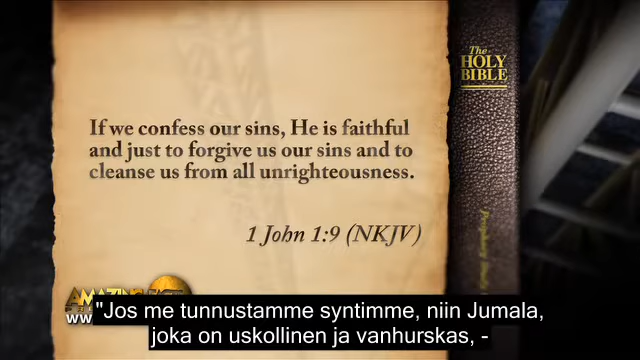 The
HOLY
BIBLE
If we confess our sins, He is faithful
and just to forgive us our sins and to
cleanse us from all unrighteousness.
1 John 1:9 (NKJV)
"Jos me tunnustamme syntimme, niin Jumala,
joka on uskollinen ja vanhurskas, -